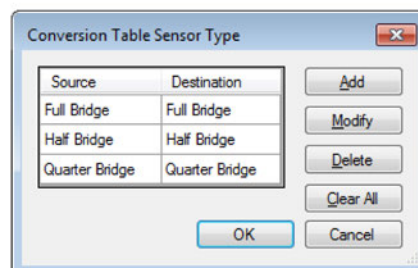 Conversion Table Sensor Type
Source Destination
Full Bridge Full Bridge
Half Bridge Half Bridge
Quarter Bridge Quarter Bridge
Add
Modify
Delete
Clear All
OK Cancel